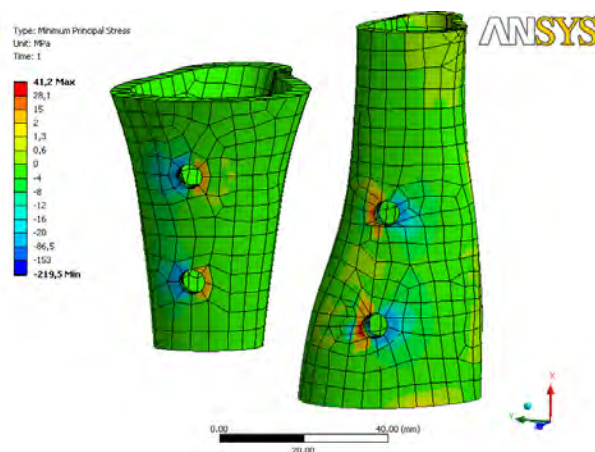 Type: Minimum Principal Stress
Unit: MPa
Time: 1
41,2 Max
28,1
15
2
1,3
0,6
0
-4
-8
-12
-16
-20
-86,5
-153
-219,5 Min
ANSYS
0.00
40.00 (mm)
20.00
X
Y